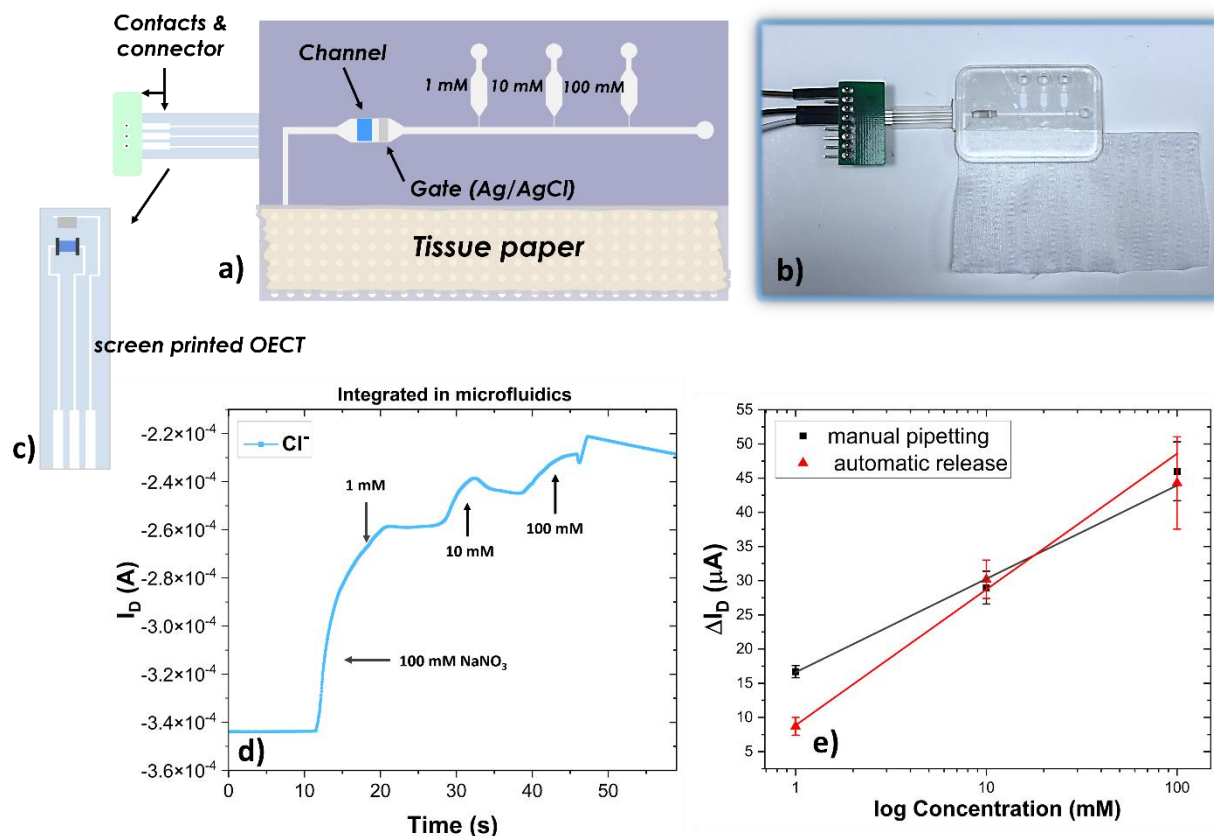 Contacts &
connector
Channel
1 mM
10 mM
100 mM
Gate (Ag/AgCl)
Tissue paper
a)
b)
screen printed OECT
c)
Integrated in microfluidics
Cl⁻
-2.2×10⁻⁴
-2.4×10⁻⁴
-2.6×10⁻⁴
-2.8×10⁻⁴
-3.0×10⁻⁴
-3.2×10⁻⁴
-3.4×10⁻⁴
-3.6×10⁻⁴
I_D (A)
1 mM
10 mM
100 mM
100 mM NaNO₃
d)
0 10 20 30 40 50
Time (s)
55
50
45
40
35
30
25
20
15
10
5
ΔI_D (μA)
manual pipetting
automatic release
e)
1 10 100
log Concentration (mM)